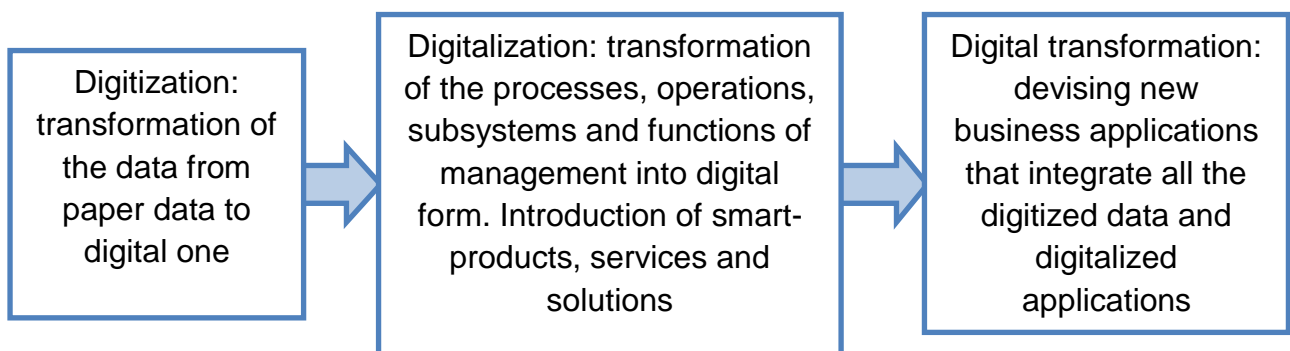 Digitization:
transformation of
the data from
paper data to
digital one
Digitalization: transformation
of the processes, operations,
subsystems and functions of
management into digital
form. Introduction of smart-
products, services and
solutions
Digital transformation:
devising new
business applications
that integrate all the
digitized data and
digitalized
applications